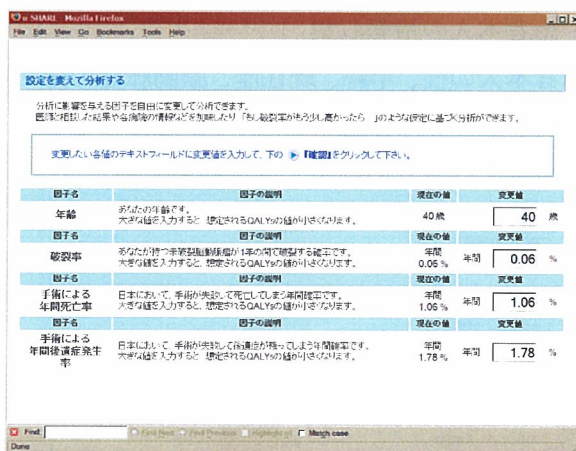 u SHARE - Mozilla Firefox
File Edit View Go Bookmarks Tools Help
設定を変えて分析する
分析に影響を与える因子を自由に変更して分析できます。
医師と相談した結果や各病院の情報などを加味したり「もし破裂率がもう少し高かったら…」のような仮定に基づく分析ができます。
変更したい各値のテキストフィールドに変更値を入力して、下の『確認』をクリックして下さい。
因子名 因子の説明 現在の値 変更値
年齢 あなたの年齢です。
大きな値を入力すると、想定されるQALYsの値が小さくなります。 40歳 40 歳
因子名 因子の説明 現在の値 変更値
破裂率 あなたが持つ未破裂脳動脈瘤が1年の間で破裂する確率です。
大きな値を入力すると、想定されるQALYsの値が小さくなります。 年間
0.06 % 年間 0.06 %
因子名 因子の説明 現在の値 変更値
手術による
年間死亡率 日本において、手術が失敗して死亡してしまう年間確率です。
大きな値を入力すると、想定されるQALYsの値が小さくなります。 年間
1.06 % 年間 1.06 %
因子名 因子の説明 現在の値 変更値
手術による
年間後遺症発生
率 日本において、手術が失敗して後遺症が残ってしまう年間確率です。
大きな値を入力すると、想定されるQALYsの値が小さくなります。 年間
1.78 % 年間 1.78 %
Find: Find Next Find Previous Highlight all Match case
Done